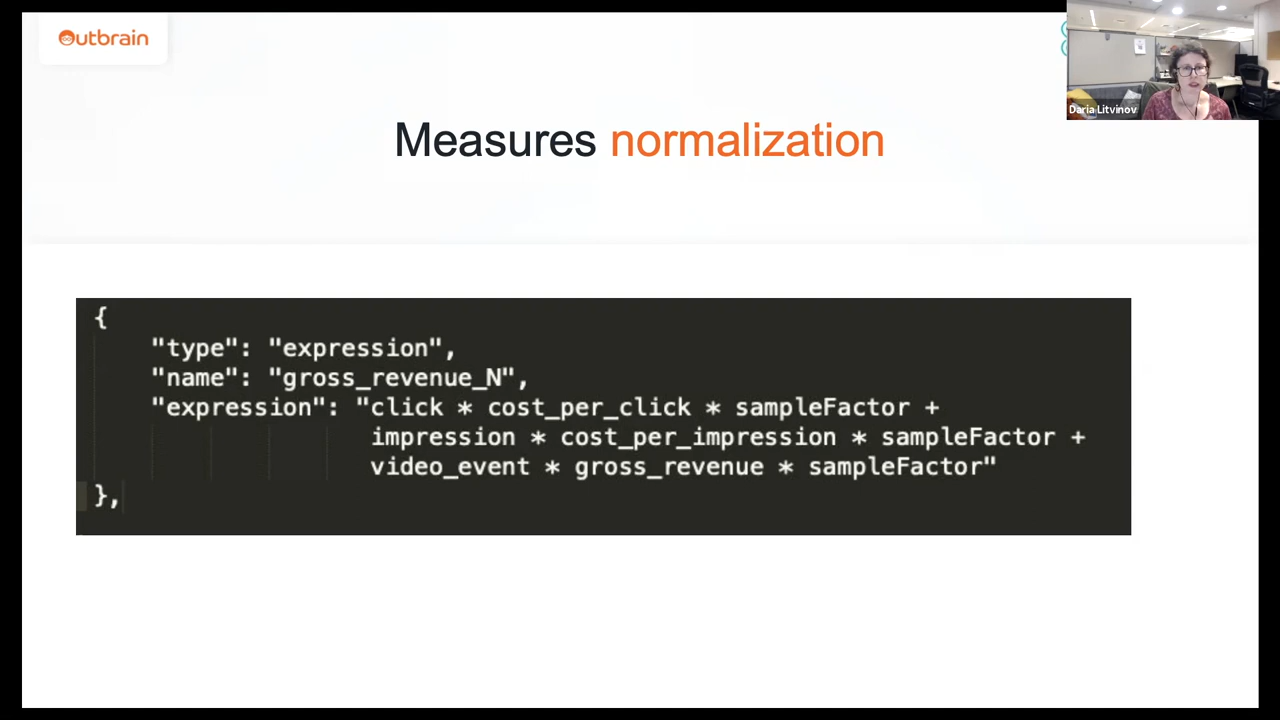 Outbrain
Daria Litvinov
Measures normalization
{
"type": "expression",
"name": "gross_revenue_N",
"expression": "click * cost_per_click * sampleFactor +
impression * cost_per_impression * sampleFactor +
video_event * gross_revenue * sampleFactor"
},